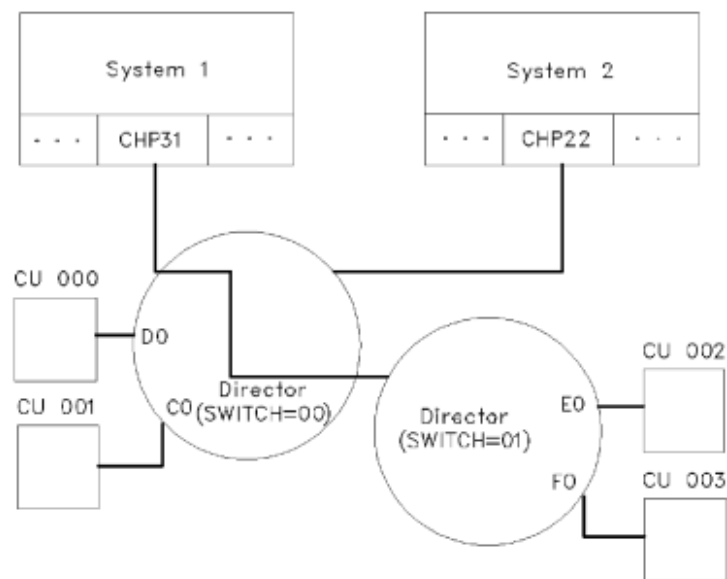 System 1
System 2
· · · CHP31 · · ·
· · · CHP22 · · ·
CU 000
D0
CU 001
C0
Director
(SWITCH=00)
Director
(SWITCH=01)
CU 002
E0
F0
CU 003